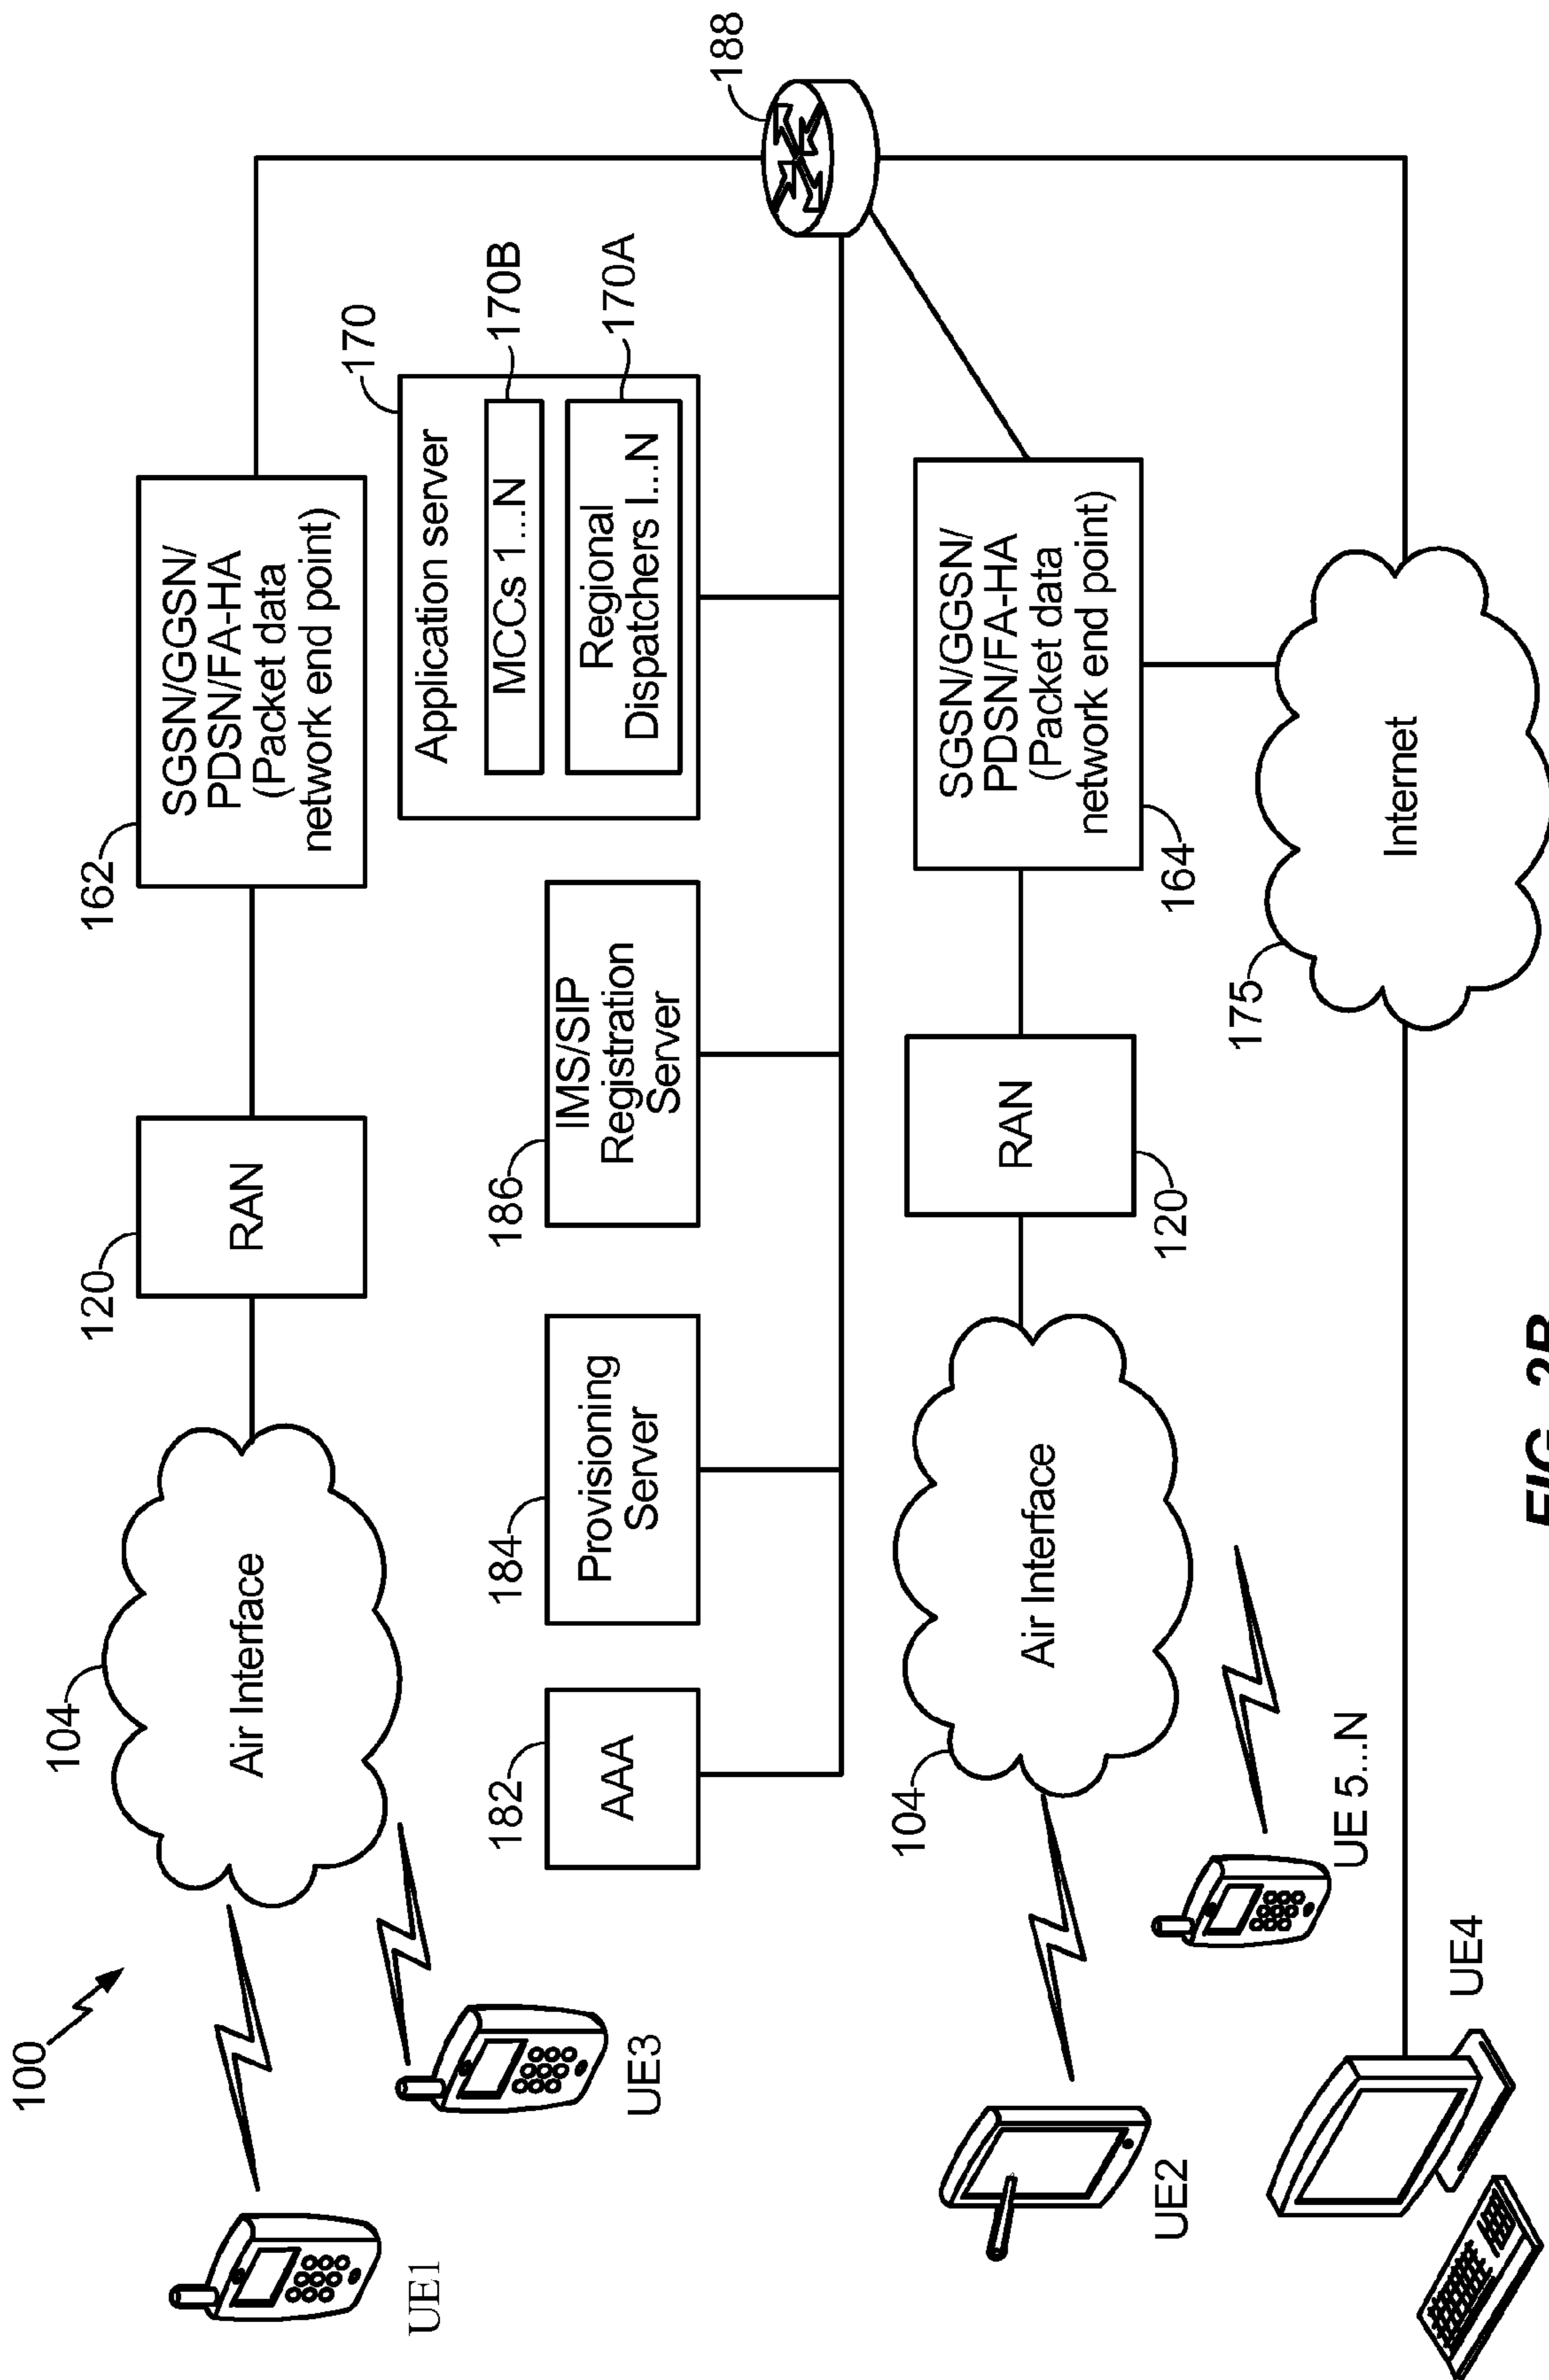 100
104
Air Interface
120
RAN
162
SGSN/GGSN/
PDSN/FA-HA
(Packet data
network end point)
UE1
UE3
182
AAA
184
Provisioning
Server
186
IMS/SIP
Registration
Server
170
Application server
MCCs 1...N
170B
Regional
Dispatchers I...N
170A
188
104
Air Interface
RAN
120
SGSN/GGSN/
PDSN/FA-HA
(Packet data
network end point)
164
UE2
UE 5...N
175
Internet
UE4
FIG. 2B